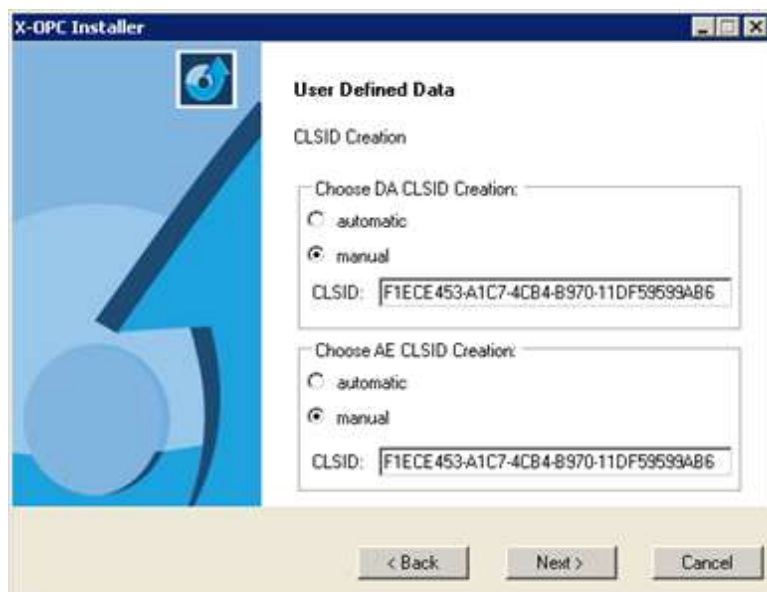 X-OPC Installer
User Defined Data
CLSID Creation
Choose DA CLSID Creation:
automatic
manual
CLSID: F1ECE453-A1C7-4CB4-B970-11DF59599AB6
Choose AE CLSID Creation:
automatic
manual
CLSID: F1ECE453-A1C7-4CB4-B970-11DF59599AB6
< Back Next > Cancel